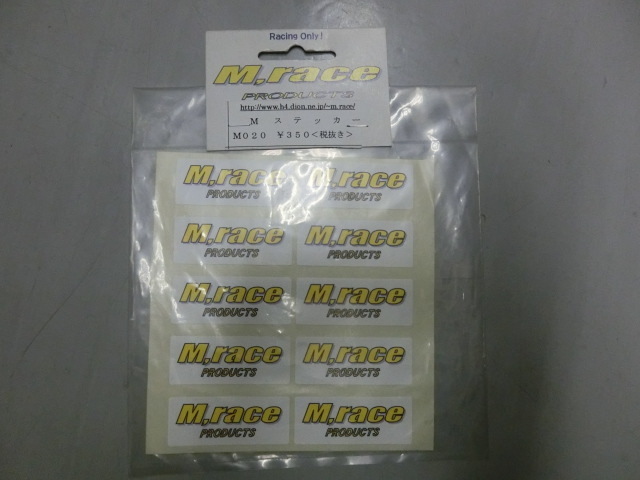 Racing Only!
M,race
PRODUCTS
http://www.h4.dion.ne.jp/~m.race/
M ステッカー
M020 ¥350<税抜き>
M,race M,race
PRODUCTS PRODUCTS
M,race M,race
PRODUCTS PRODUCTS
M,race M,race
PRODUCTS PRODUCTS
M,race M,race
PRODUCTS PRODUCTS
M,race M,race
PRODUCTS PRODUCTS